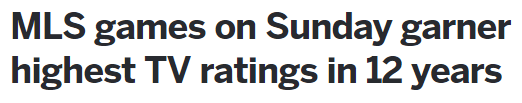 MLS games on Sunday garner
highest TV ratings in 12 years